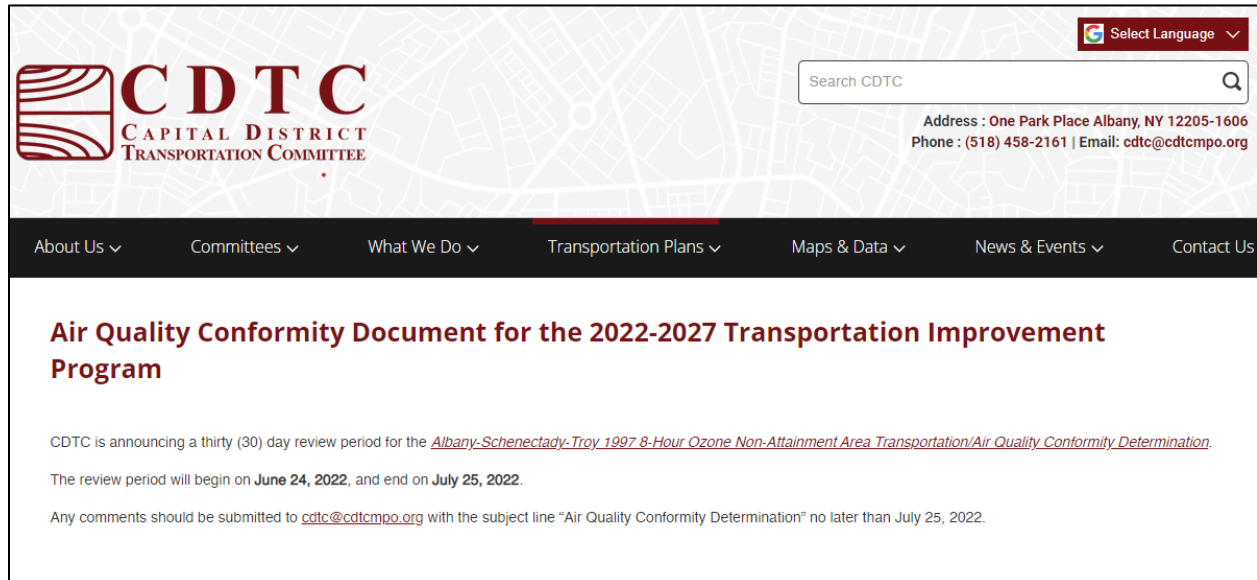 Select Language
CDTC
CAPITAL DISTRICT
TRANSPORTATION COMMITTEE
Search CDTC
Address : One Park Place Albany, NY 12205-1606
Phone : (518) 458-2161 | Email: cdtc@cdtcmpo.org
About Us Committees What We Do Transportation Plans Maps & Data News & Events Contact Us
Air Quality Conformity Document for the 2022-2027 Transportation Improvement
Program
CDTC is announcing a thirty (30) day review period for the Albany-Schenectady-Troy 1997 8-Hour Ozone Non-Attainment Area Transportation/Air Quality Conformity Determination.
The review period will begin on June 24, 2022, and end on July 25, 2022.
Any comments should be submitted to cdtc@cdtcmpo.org with the subject line “Air Quality Conformity Determination” no later than July 25, 2022.